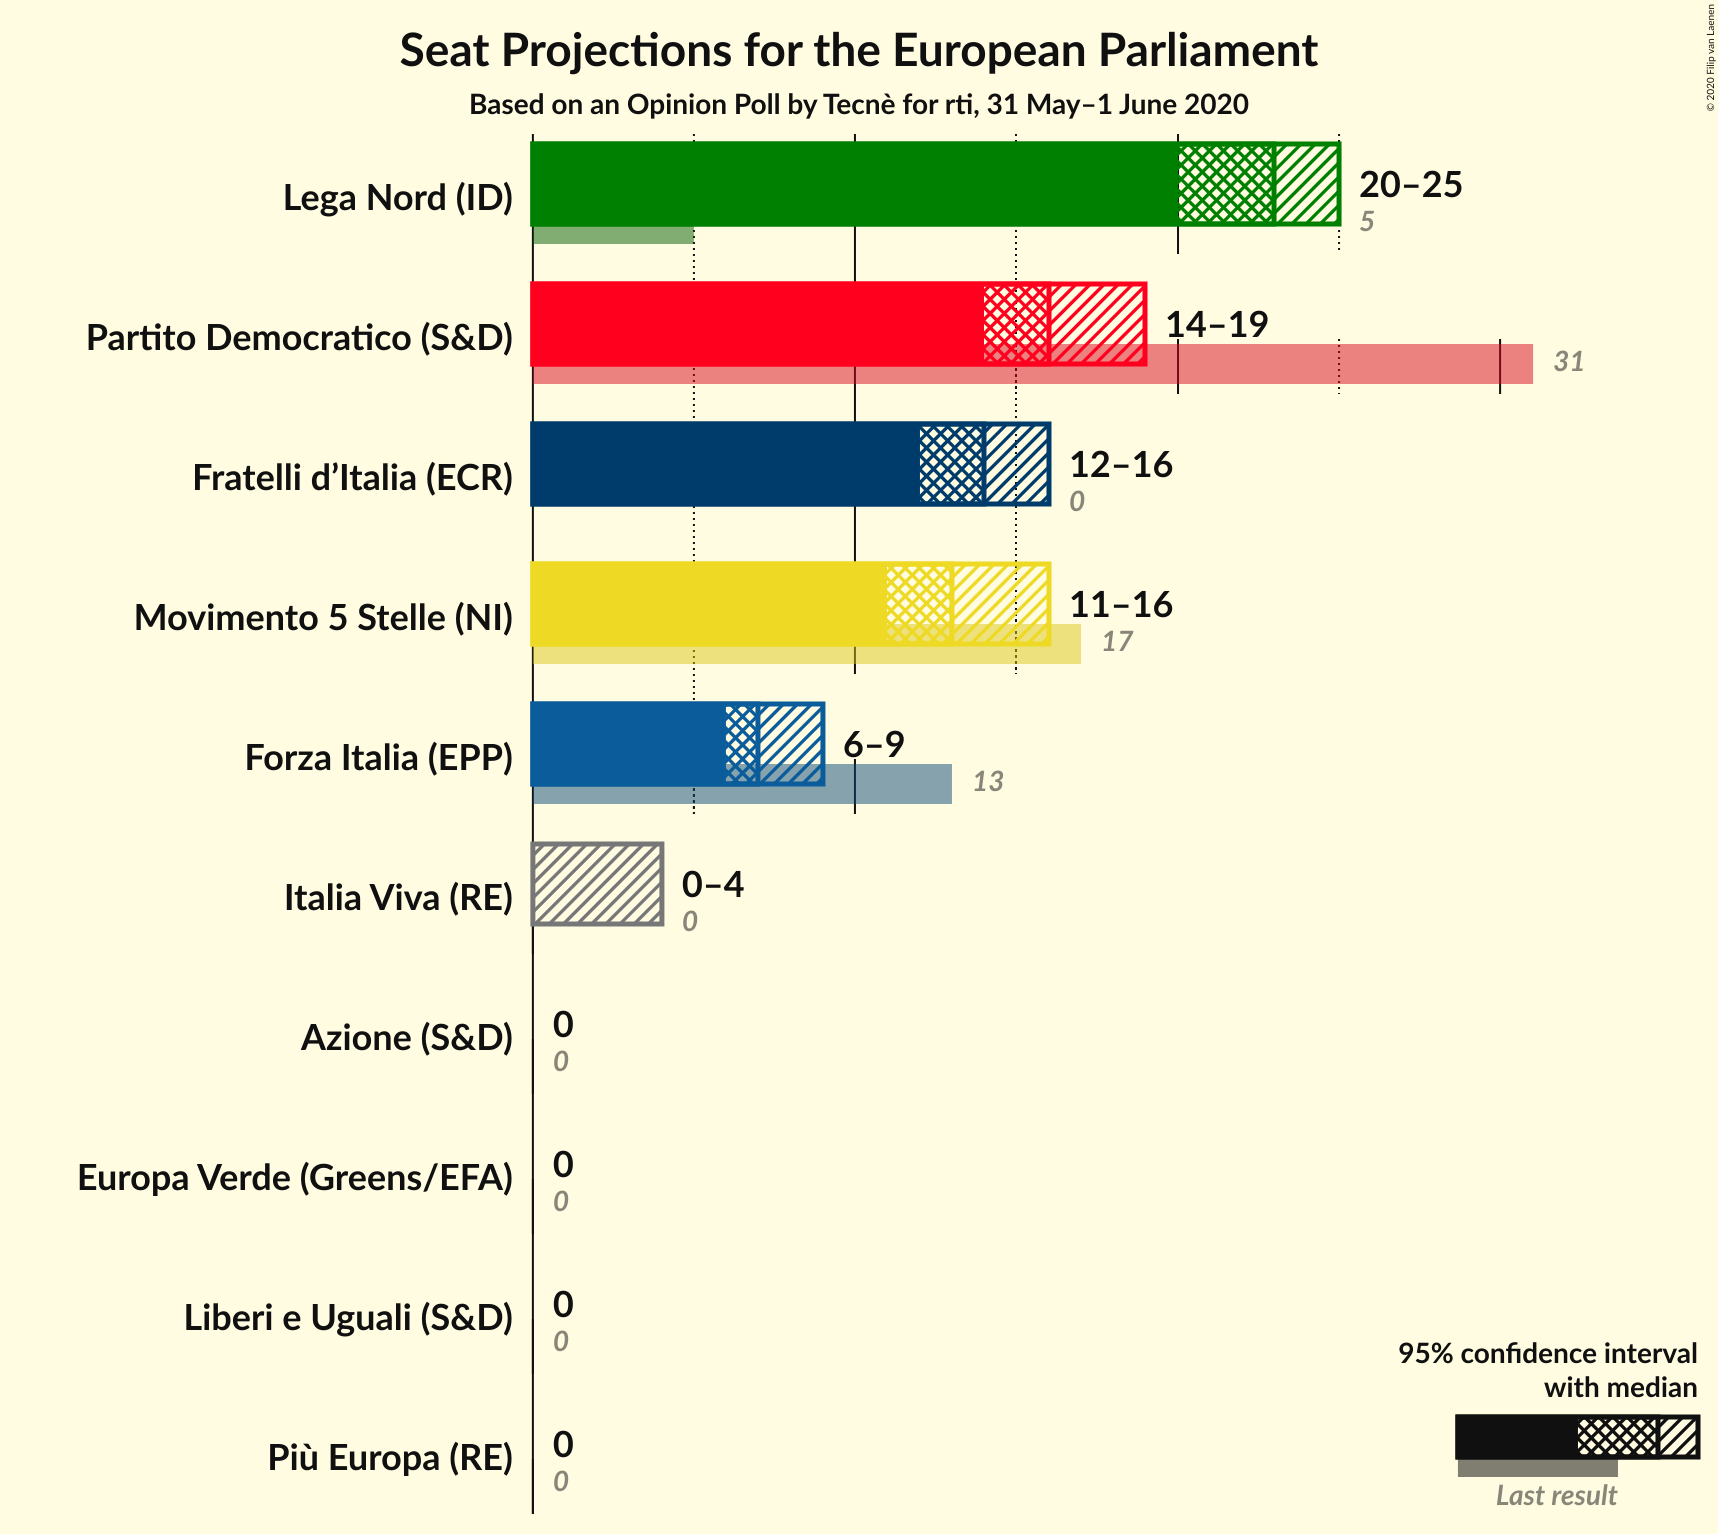 Seat Projections for the European Parliament
Based on an Opinion Poll by Tecnè for rti, 31 May–1 June 2020
© 2020 Filip van Laenen
Lega Nord (ID)
20–25
5
Partito Democratico (S&D)
14–19
31
Fratelli d’Italia (ECR)
12–16
0
Movimento 5 Stelle (NI)
11–16
17
Forza Italia (EPP)
6–9
13
Italia Viva (RE)
0–4
0
Azione (S&D)
0
0
Europa Verde (Greens/EFA)
0
0
Liberi e Uguali (S&D)
0
0
Più Europa (RE)
0
0
95% confidence interval
with median
Last result